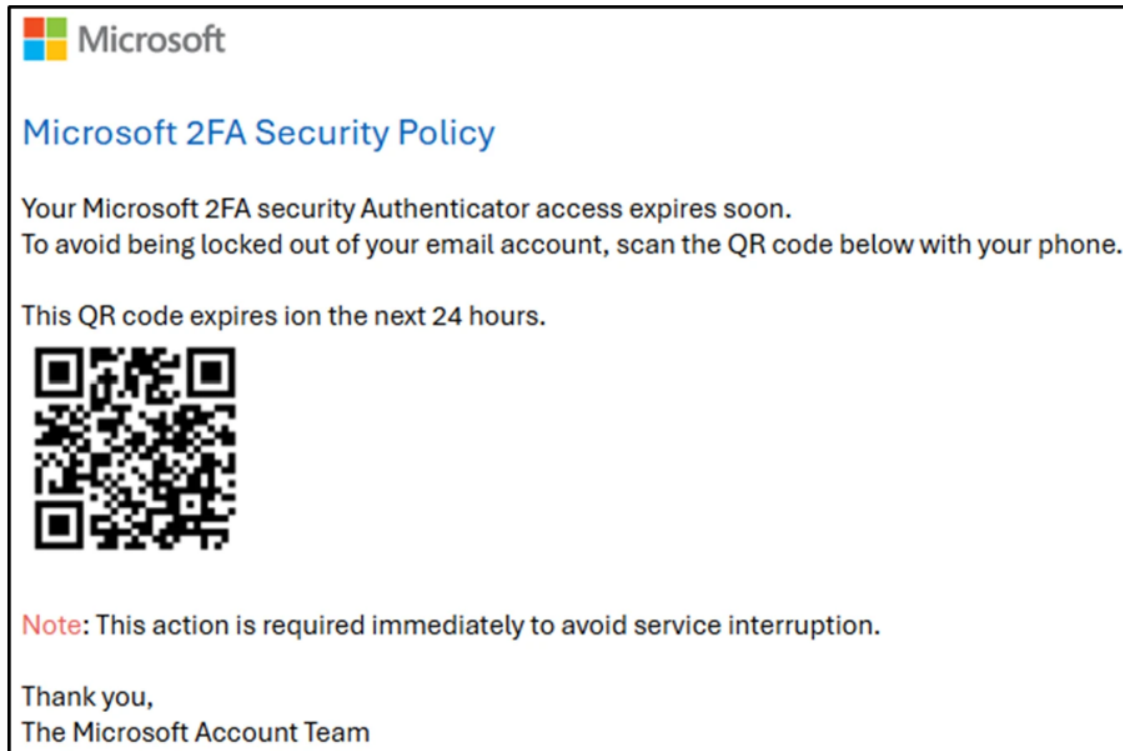 Microsoft
Microsoft 2FA Security Policy
Your Microsoft 2FA security Authenticator access expires soon.
To avoid being locked out of your email account, scan the QR code below with your phone.
This QR code expires ion the next 24 hours.
Note: This action is required immediately to avoid service interruption.
Thank you,
The Microsoft Account Team